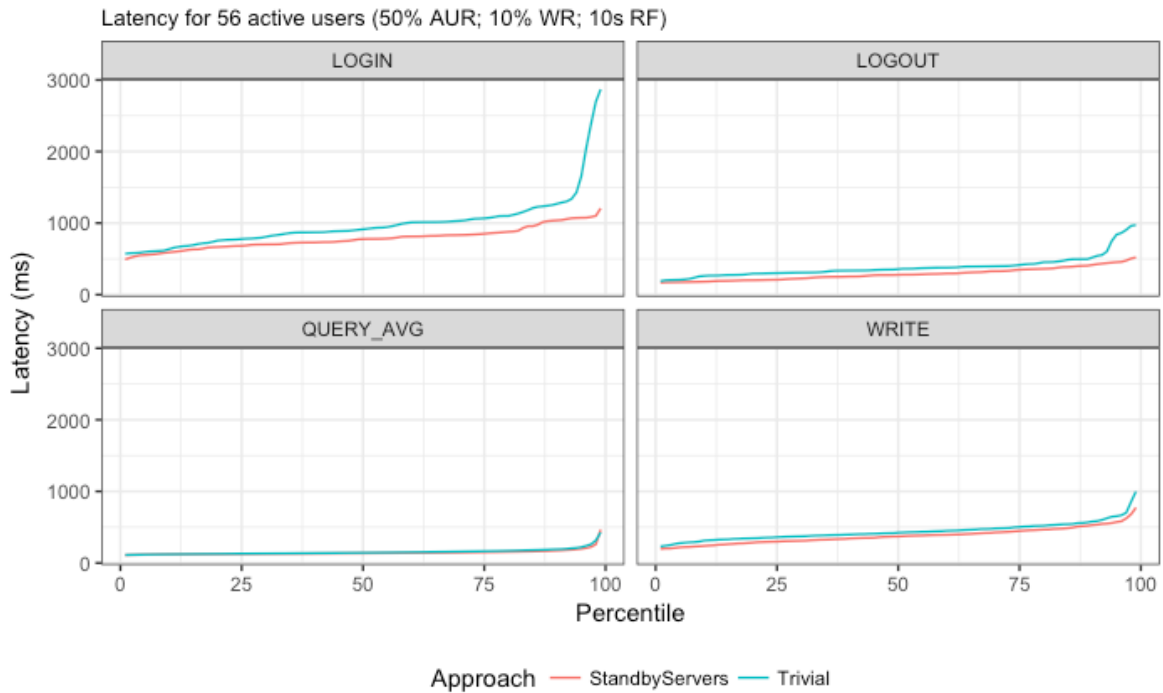 Latency for 56 active users (50% AUR; 10% WR; 10s RF)
LOGIN
LOGOUT
3000
2000
1000
0
QUERY_AVG
WRITE
3000
2000
1000
0
Latency (ms)
0 25 50 75 100
0 25 50 75 100
Percentile
Approach StandbyServers Trivial